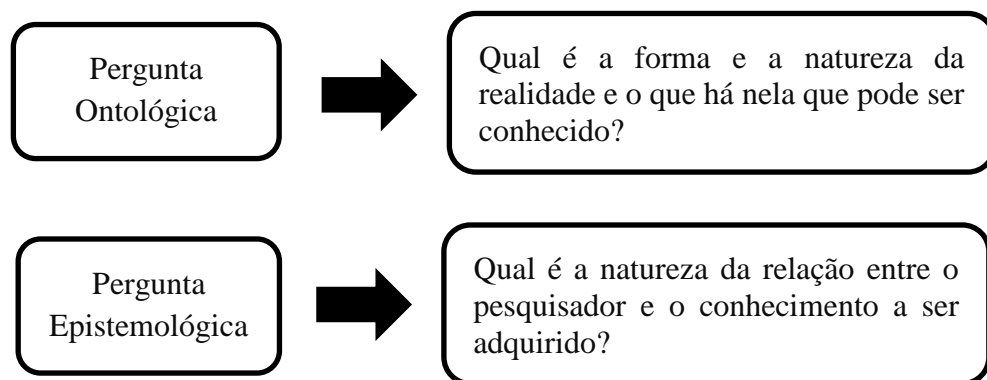 Pergunta
Ontológica
Qual é a forma e a natureza da
realidade e o que há nela que pode ser
conhecido?
Pergunta
Epistemológica
Qual é a natureza da relação entre o
pesquisador e o conhecimento a ser
adquirido?